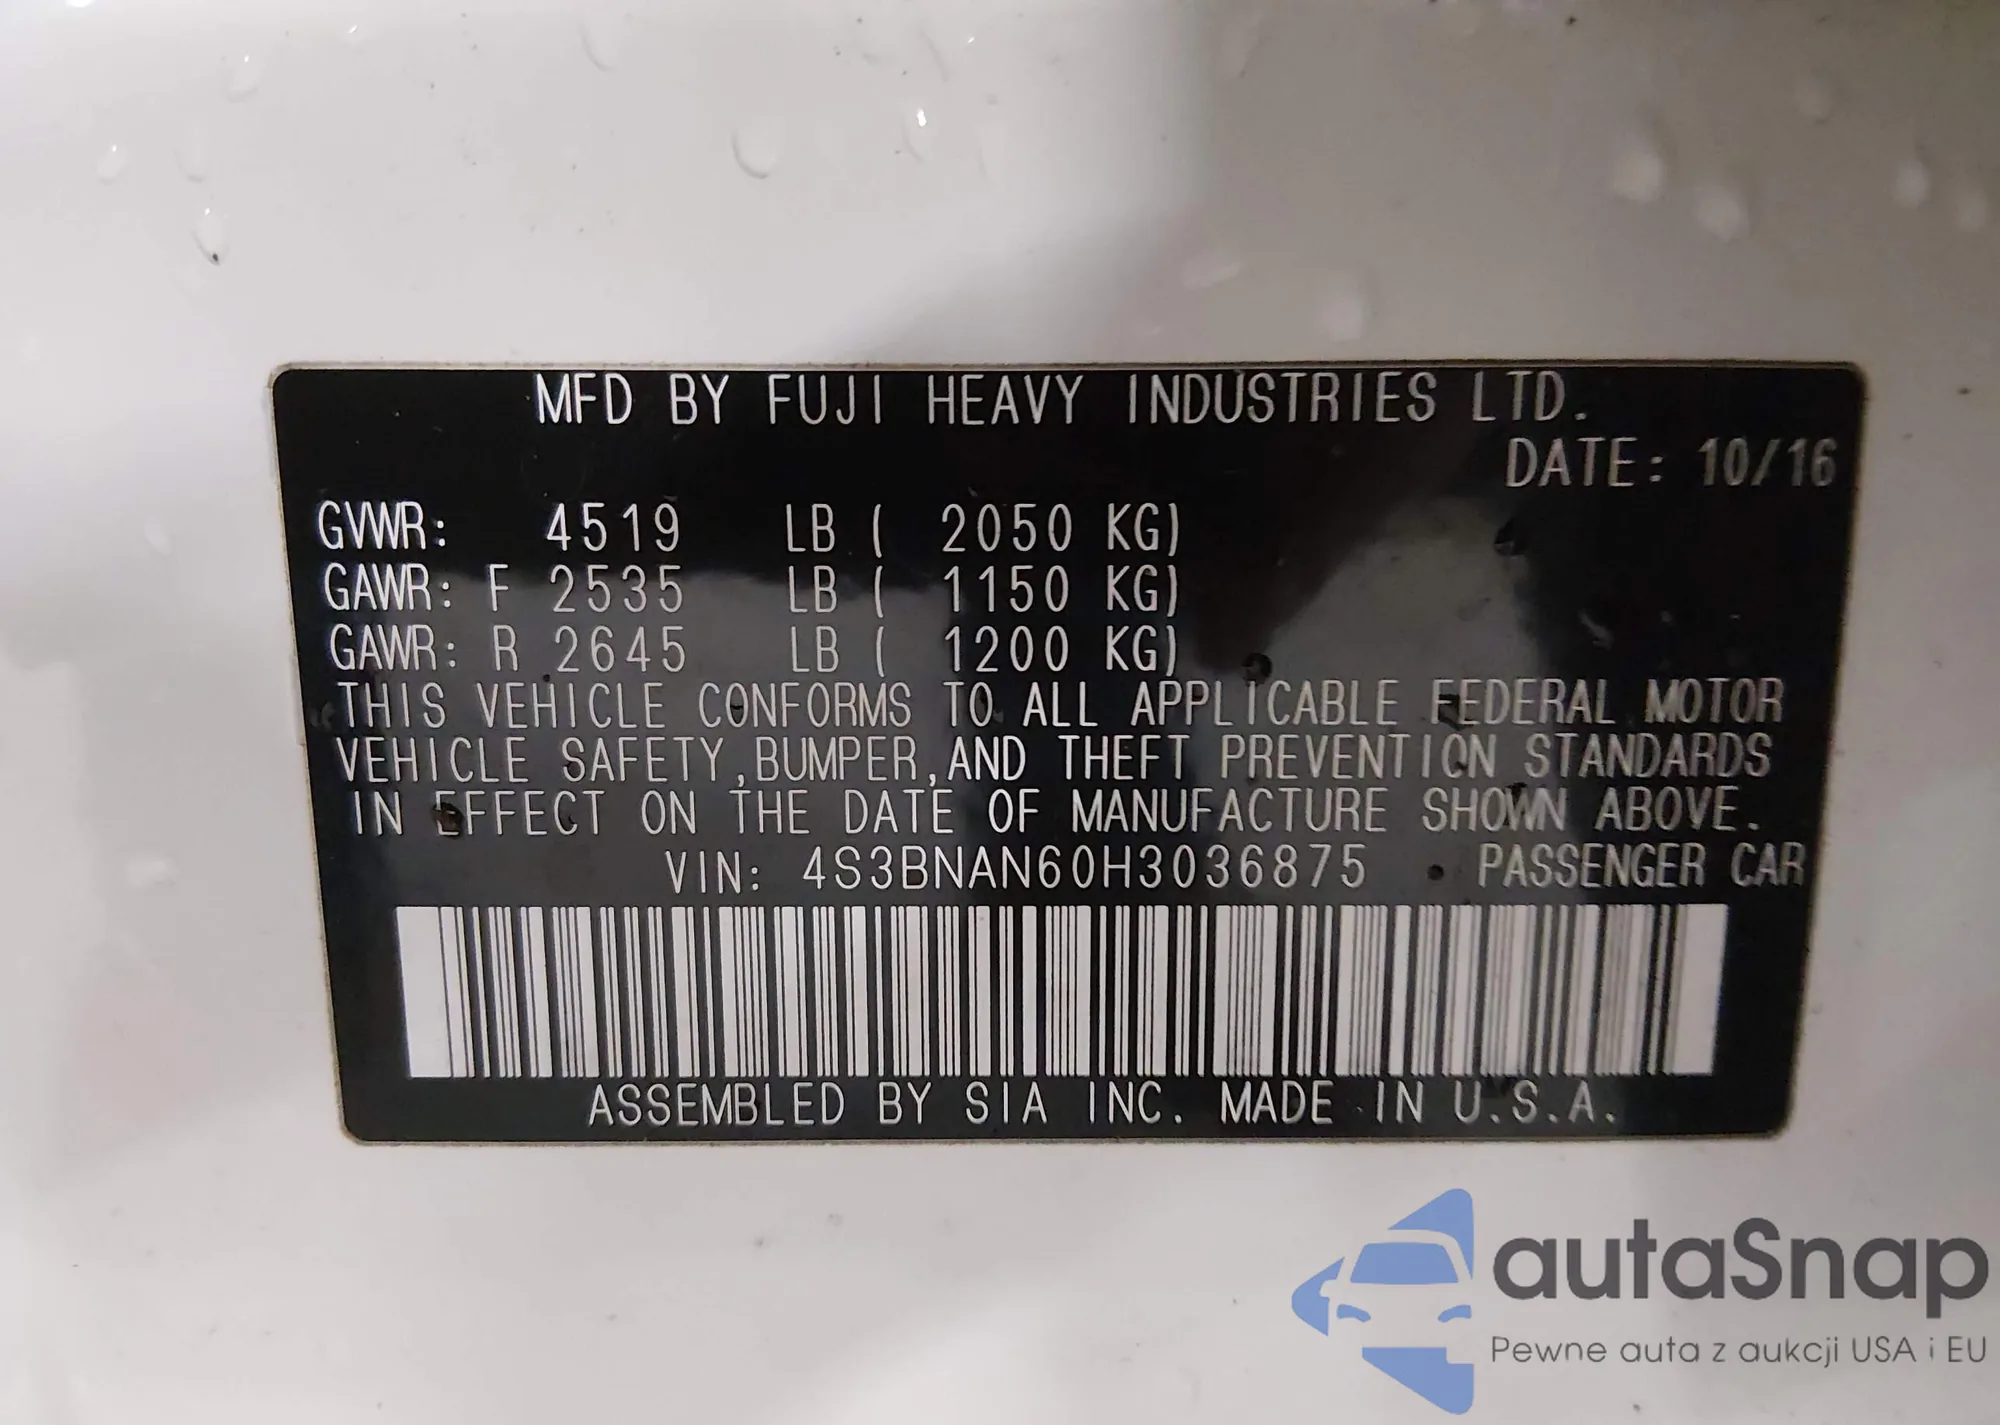 MFD BY FUJI HEAVY INDUSTRIES LTD.
DATE: 10/16
GVWR: 4519 LB ( 2050 KG)
GAWR: F 2535 LB ( 1150 KG)
GAWR: R 2645 LB ( 1200 KG)
THIS VEHICLE CONFORMS TO ALL APPLICABLE FEDERAL MOTOR
VEHICLE SAFETY,BUMPER,AND THEFT PREVENTION STANDARDS
IN EFFECT ON THE DATE OF MANUFACTURE SHOWN ABOVE.
VIN: 4S3BNAN60H3036875 PASSENGER CAR
ASSEMBLED BY SIA INC. MADE IN U.S.A.
autaSnap
Pewne auta z aukcji USA i EU